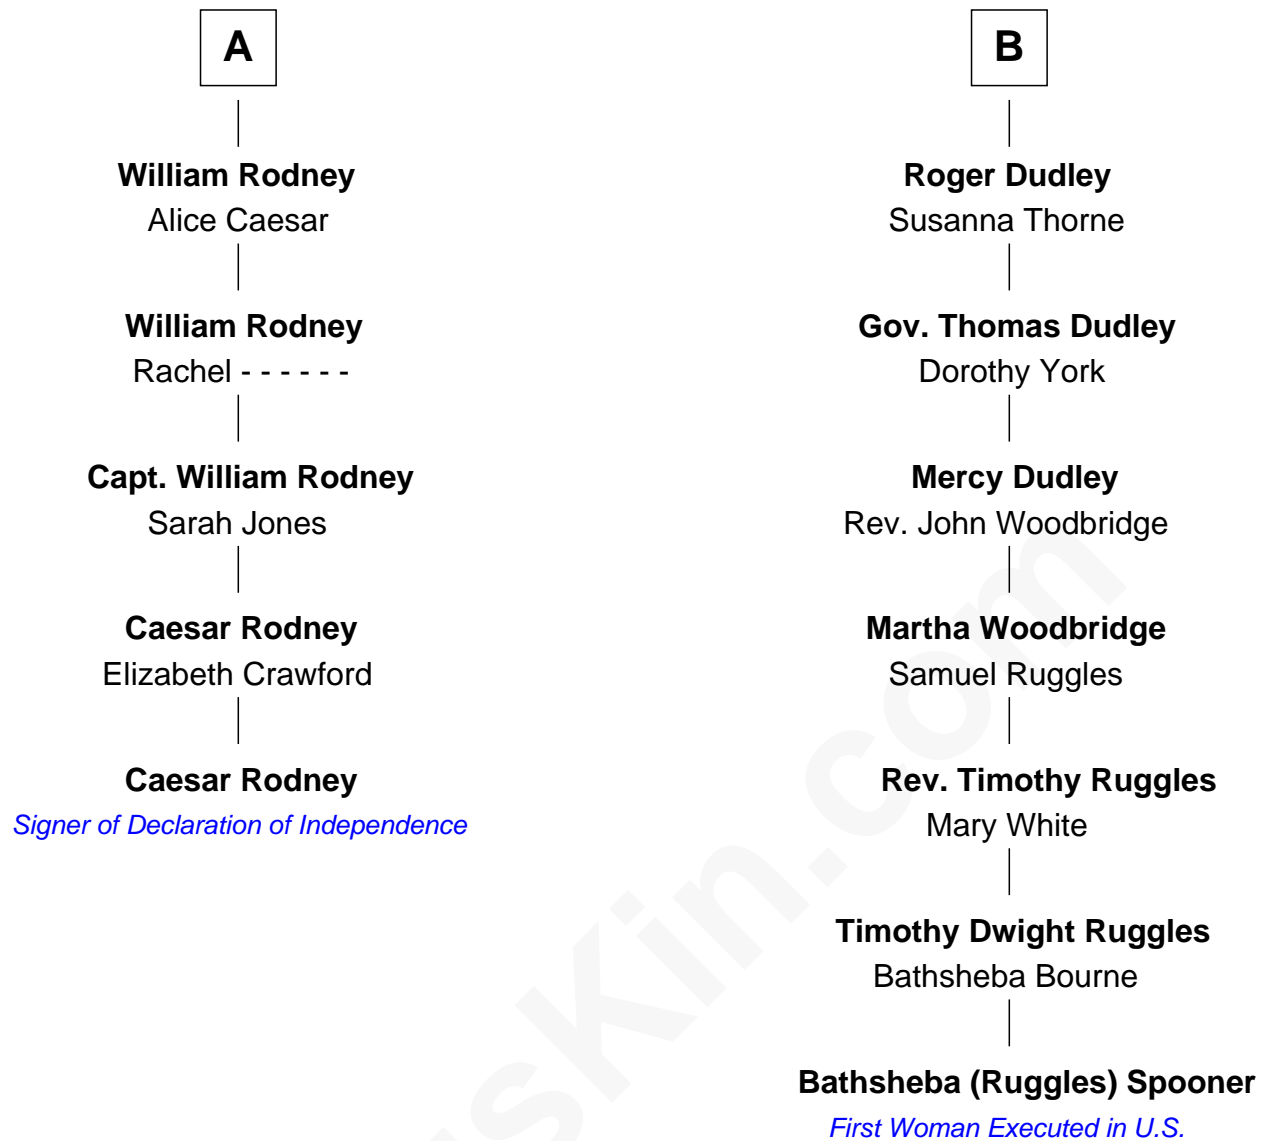 A
William Rodney
Alice Caesar
William Rodney
Rachel - - - - - -
Capt. William Rodney
Sarah Jones
Caesar Rodney
Elizabeth Crawford
Caesar Rodney
Signer of Declaration of Independence
B
Roger Dudley
Susanna Thorne
Gov. Thomas Dudley
Dorothy York
Mercy Dudley
Rev. John Woodbridge
Martha Woodbridge
Samuel Ruggles
Rev. Timothy Ruggles
Mary White
Timothy Dwight Ruggles
Bathsheba Bourne
Bathsheba (Ruggles) Spooner
First Woman Executed in U.S.
sKin.com